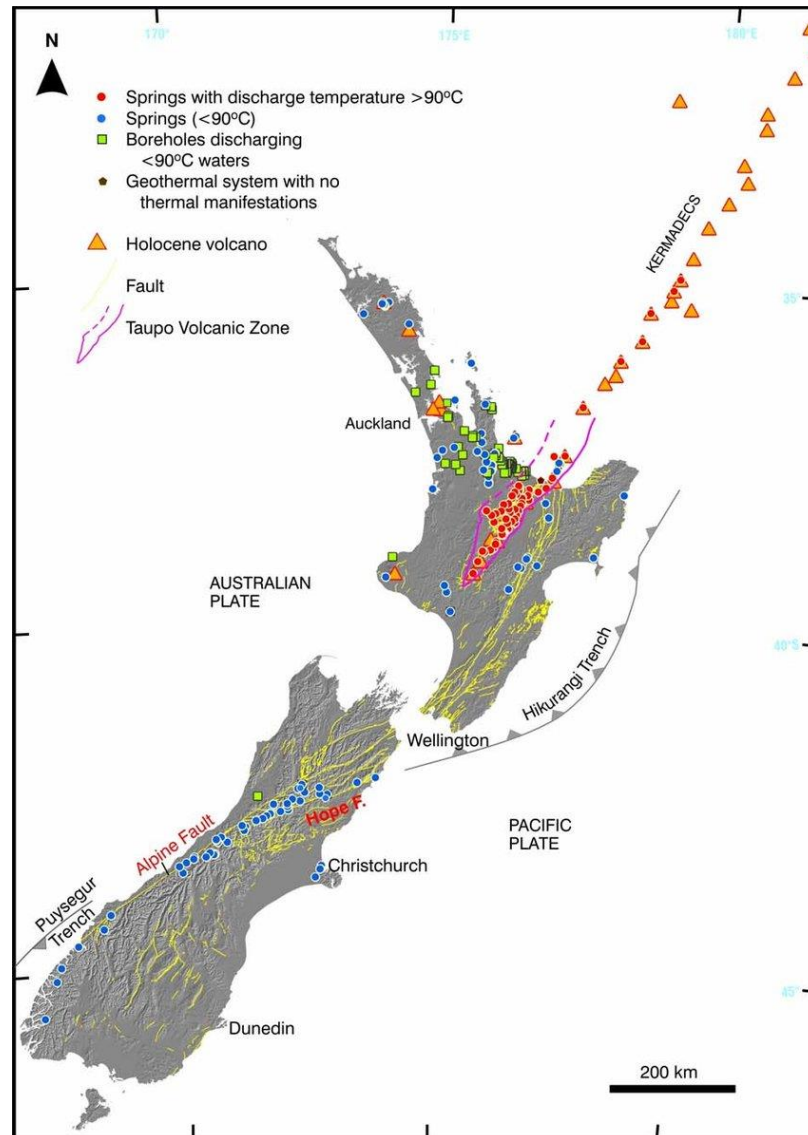 170°
175°E
180°E
N
Springs with discharge temperature >90°C
Springs (<90°C)
Boreholes discharging
<90°C waters
Geothermal system with no
thermal manifestations
Holocene volcano
Fault
Taupo Volcanic Zone
KERMADECS
35°
Auckland
AUSTRALIAN
PLATE
40°S
Hikurangi Trench
Wellington
Hope F.
Alpine Fault
PACIFIC
PLATE
Christchurch
Puysegur
Trench
45°
Dunedin
200 km